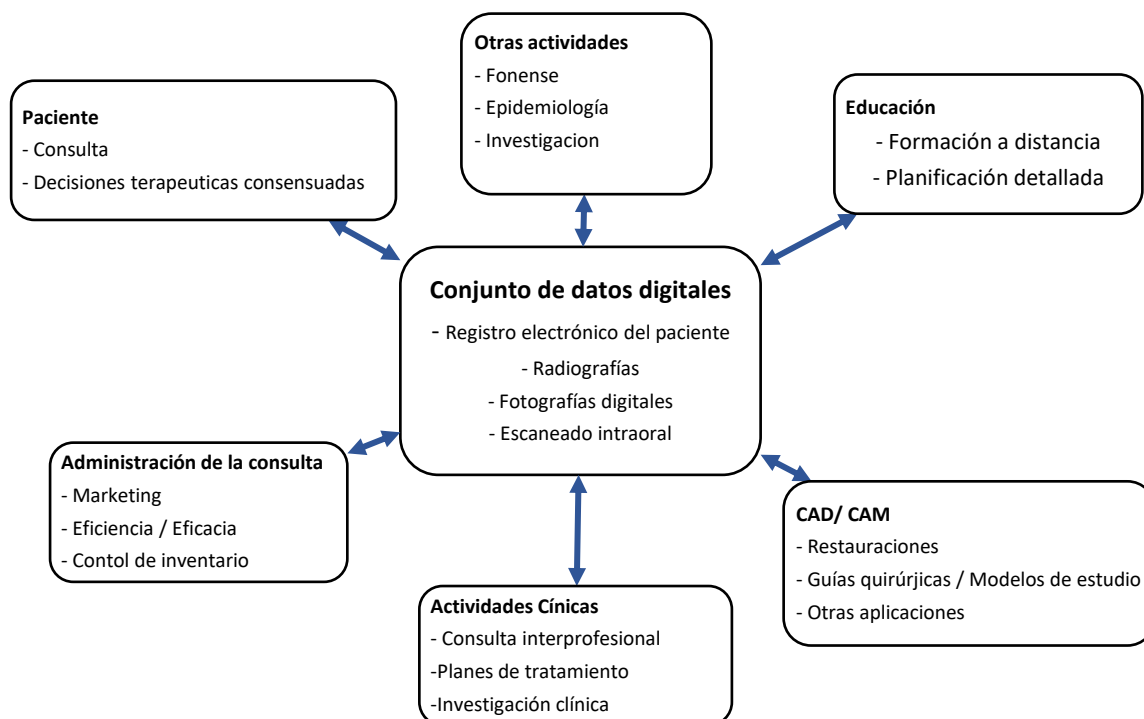 Otras actividades
- Fonense
- Epidemiología
- Investigacion
Paciente
- Consulta
- Decisiones terapeuticas consensuadas
Educación
- Formación a distancia
- Planificación detallada
Conjunto de datos digitales
- Registro electrónico del paciente
- Radiografías
- Fotografías digitales
- Escaneado intraoral
Administración de la consulta
- Marketing
- Eficiencia / Eficacia
- Contol de inventario
CAD/ CAM
- Restauraciones
- Guías quirúrjicas / Modelos de estudio
- Otras aplicaciones
Actividades Cínicas
- Consulta interprofesional
-Planes de tratamiento
-Investigación clínica